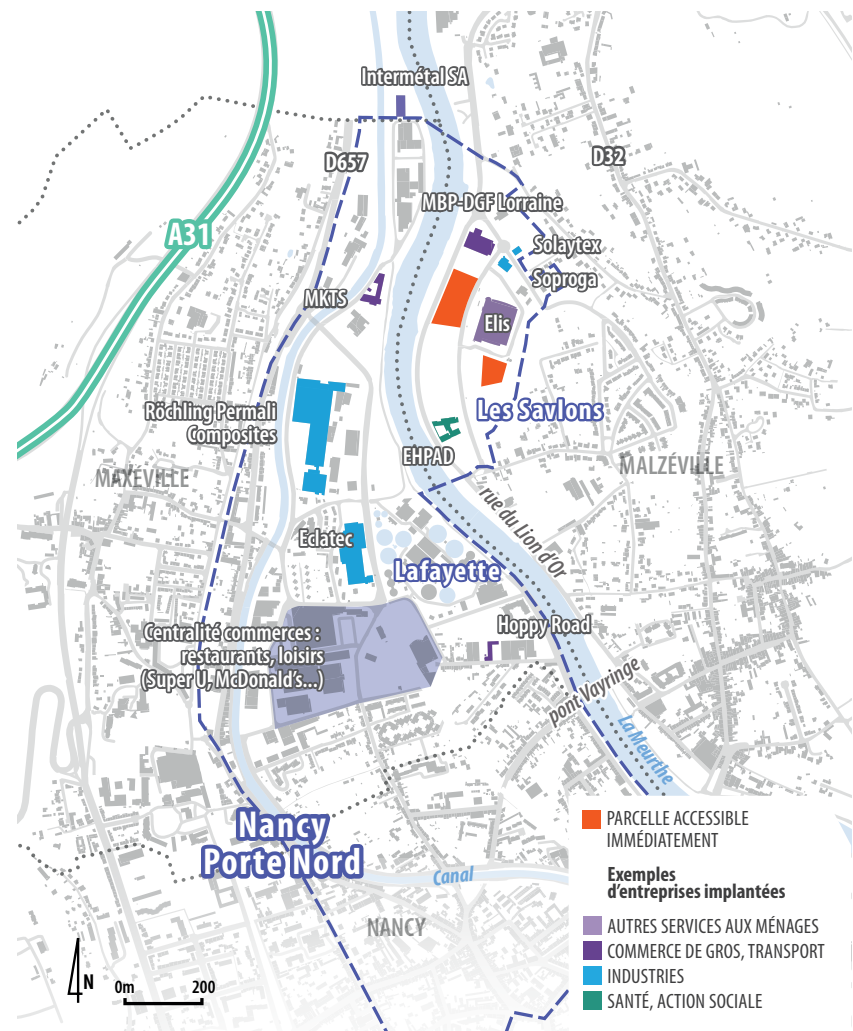 Intermétal SA
D657
D32
MBP-DGF Lorraine
A31
Solaytex
Soproga
MKTS
Elis
Röchling Permali
Composites
Les Savlons
EHPAD
MAXÉVILLE
MALZÉVILLE
rue du Lion d'Or
Eclatec
Lafayette
Centralité commerces :
restaurants, loisirs
(Super U, McDonald's...)
Hoppy Road
pont Vayringe
La Meurthe
Nancy
Porte Nord
Canal
NANCY
N
0m 200
PARCELLE ACCESSIBLE
IMMÉDIATEMENT
Exemples
d'entreprises implantées
AUTRES SERVICES AUX MÉNAGES
COMMERCE DE GROS, TRANSPORT
INDUSTRIES
SANTÉ, ACTION SOCIALE